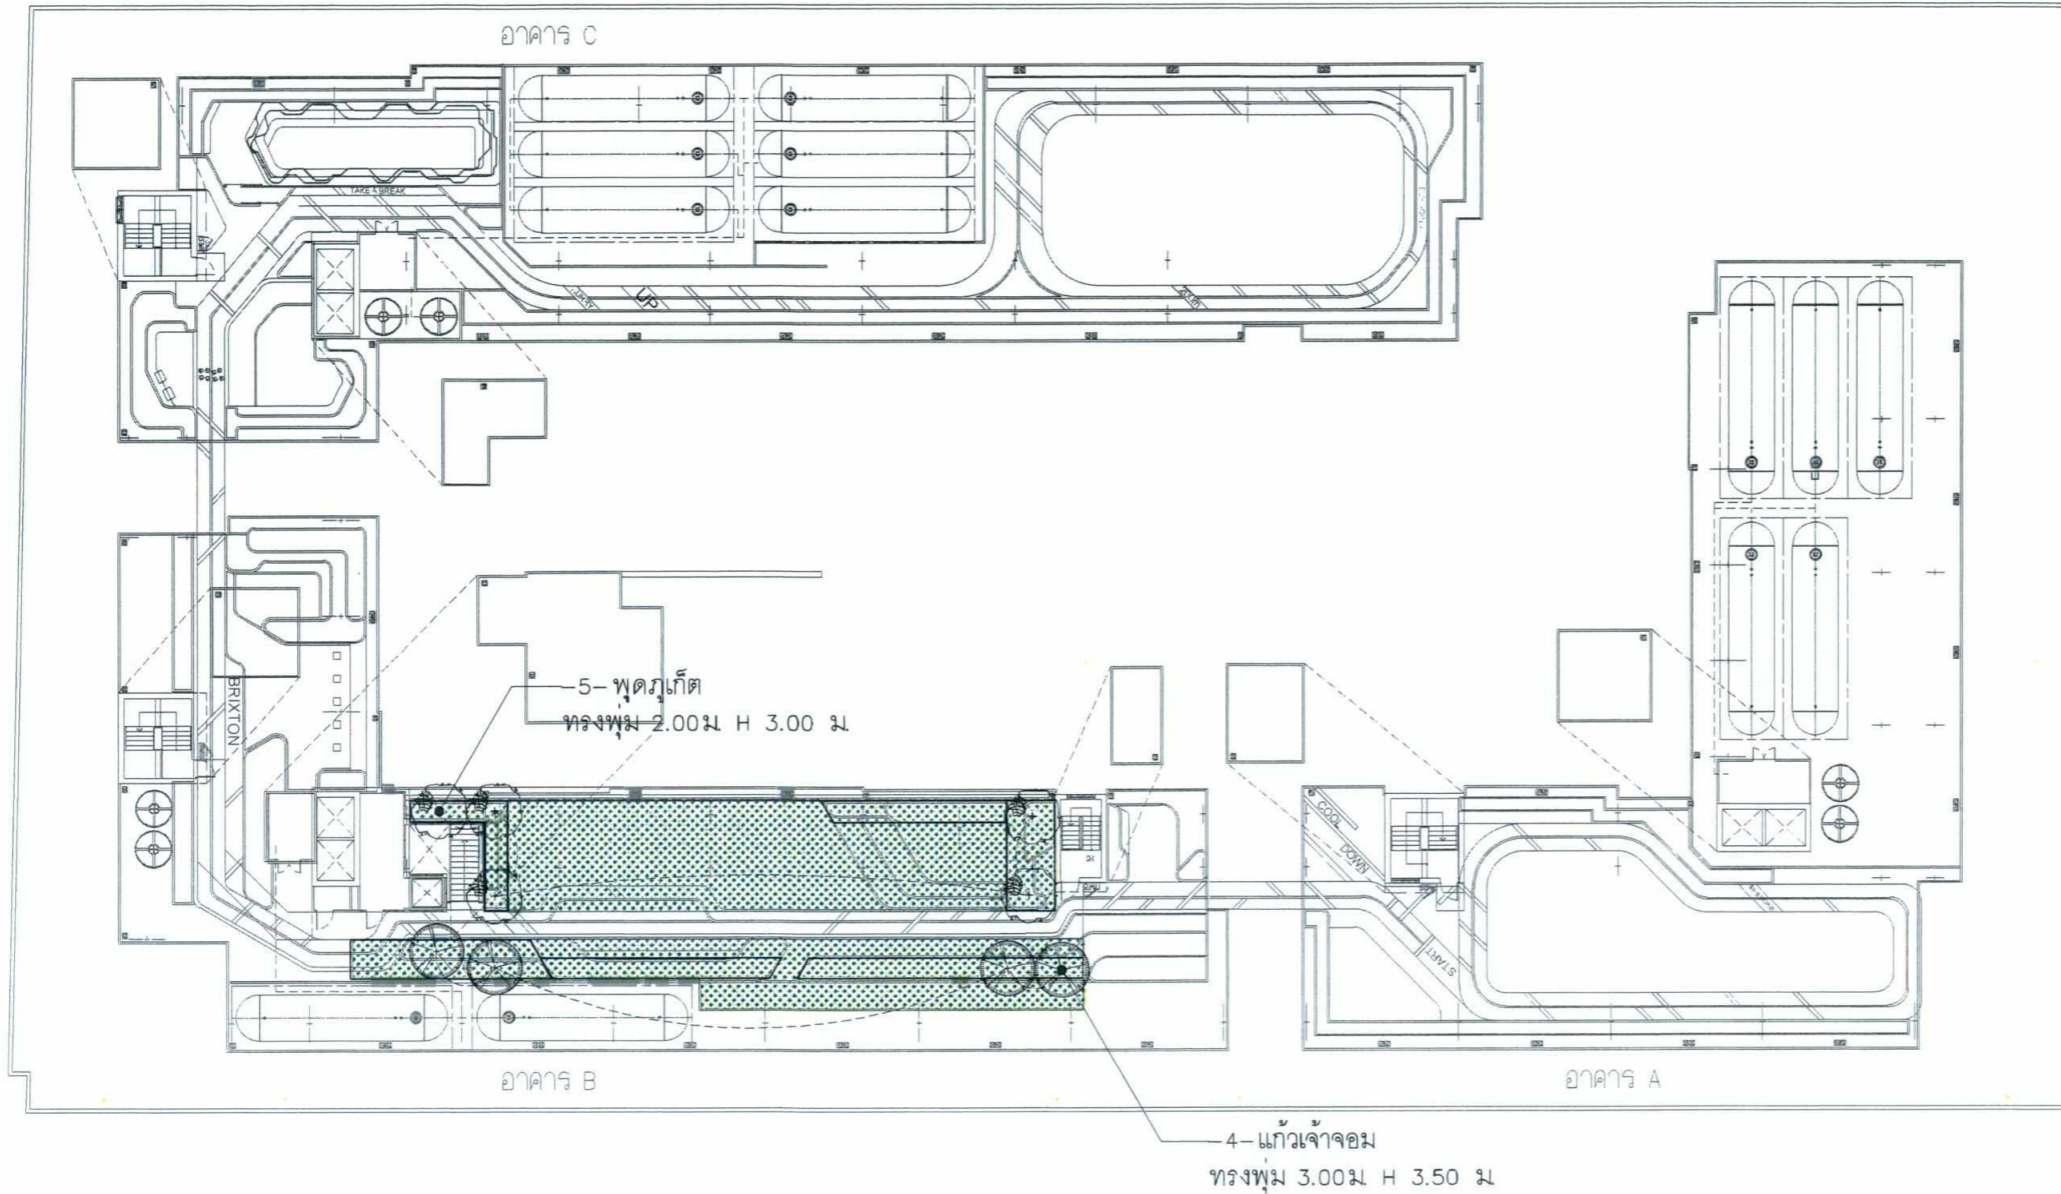 อาคาร C
TAKE A BREAK
UP
BRIXTON
5-พุดภูเก็ต
ทรงพุ่ม 2.00ม. H 3.00 ม.
COOL
DOWN
START
อาคาร B
อาคาร A
4-แก้วเจ้าจอม
ทรงพุ่ม 3.00ม. H 3.50 ม.